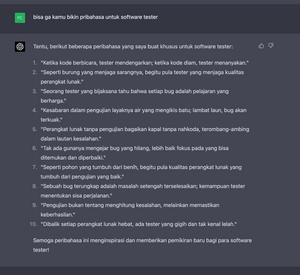 bisa ga kamu bikin pribahasa untuk software tester
Tentu, berikut beberapa peribahasa yang saya buat khusus untuk software tester:
1. "Ketika kode berbicara, tester mendengarkan; ketika kode diam, tester menanyakan."
2. "Seperti burung yang menjaga sarangnya, begitu pula tester yang menjaga kualitas
perangkat lunak."
3. "Seorang tester yang bijaksana tahu bahwa setiap bug adalah pelajaran yang
berharga."
4. "Kesabaran dalam pengujian layaknya air yang mengikis batu; lambat laun, bug akan
terkuak."
5. "Perangkat lunak tanpa pengujian bagaikan kapal tanpa nahkoda, terombang-ambing
dalam lautan kesalahan."
6. "Tak ada gunanya mengejar bug yang hilang, lebih baik fokus pada yang bisa
ditemukan dan diperbaiki."
7. "Seperti pohon yang tumbuh dari benih, begitu pula kualitas perangkat lunak yang
tumbuh dari pengujian yang baik."
8. "Sebuah bug terungkap adalah masalah setengah terselesaikan; kemampuan tester
menentukan sisa perjalanan."
9. "Pengujian bukan tentang menghitung kesalahan, melainkan memastikan
keberhasilan."
10. "Dibalik setiap perangkat lunak hebat, ada tester yang gigih dan tak kenal lelah."
Semoga peribahasa ini menginspirasi dan memberikan pemikiran baru bagi para software
tester!